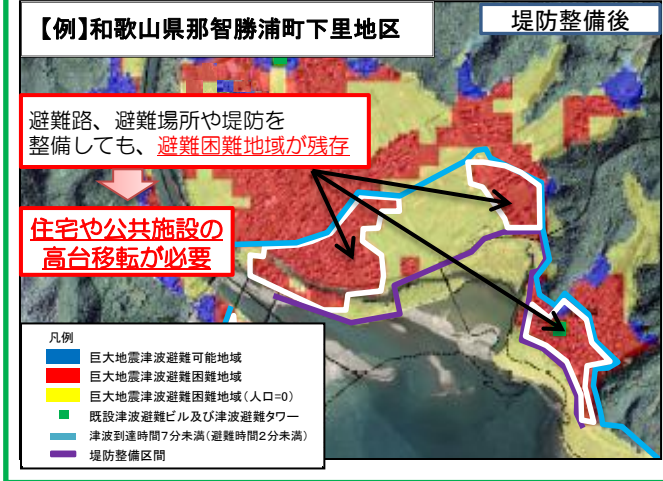 【例】和歌山県那智勝浦町下里地区
堤防整備後
避難路、避難場所や堤防を
整備しても、避難困難地域が残存
住宅や公共施設の
高台移転が必要
凡例
巨大地震津波避難可能地域
巨大地震津波避難困難地域
巨大地震津波避難困難地域(人口=0)
既設津波避難ビル及び津波避難タワー
津波到達時間7分未満(避難時間2分未満)
堤防整備区間